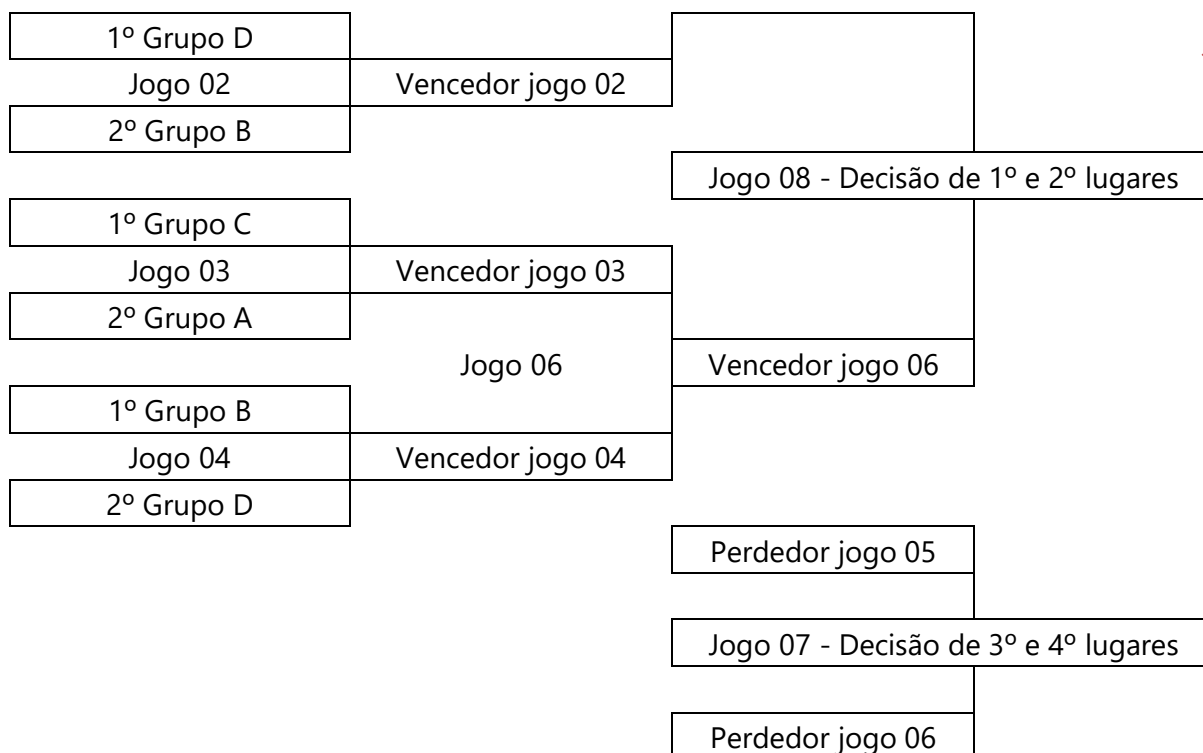 1º Grupo D
Jogo 02
Vencedor jogo 02
2º Grupo B
Jogo 08 - Decisão de 1º e 2º lugares
1º Grupo C
Jogo 03
Vencedor jogo 03
2º Grupo A
Jogo 06
Vencedor jogo 06
1º Grupo B
Jogo 04
Vencedor jogo 04
2º Grupo D
Perdedor jogo 05
Jogo 07 - Decisão de 3º e 4º lugares
Perdedor jogo 06